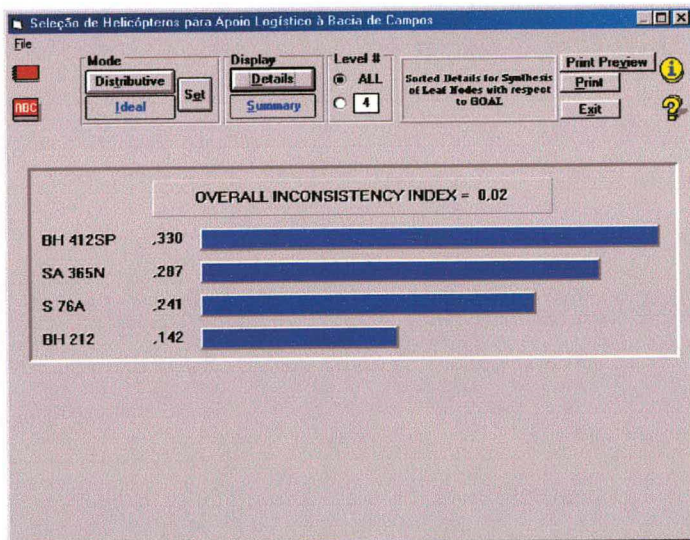 Seleção de Helicópteros para Apoio Logístico à Bacia de Campos
File
Mode
Distributive
Ideal
Set
Display
Details
Summary
Level #
ALL
4
Sorted Details for Synthesis
of Leaf Nodes with respect
to GOAL
Print Preview
Print
Exit
ABC
OVERALL INCONSISTENCY INDEX = 0,02
BH 412SP ,330
SA 365N ,287
S 76A ,241
BH 212 ,142